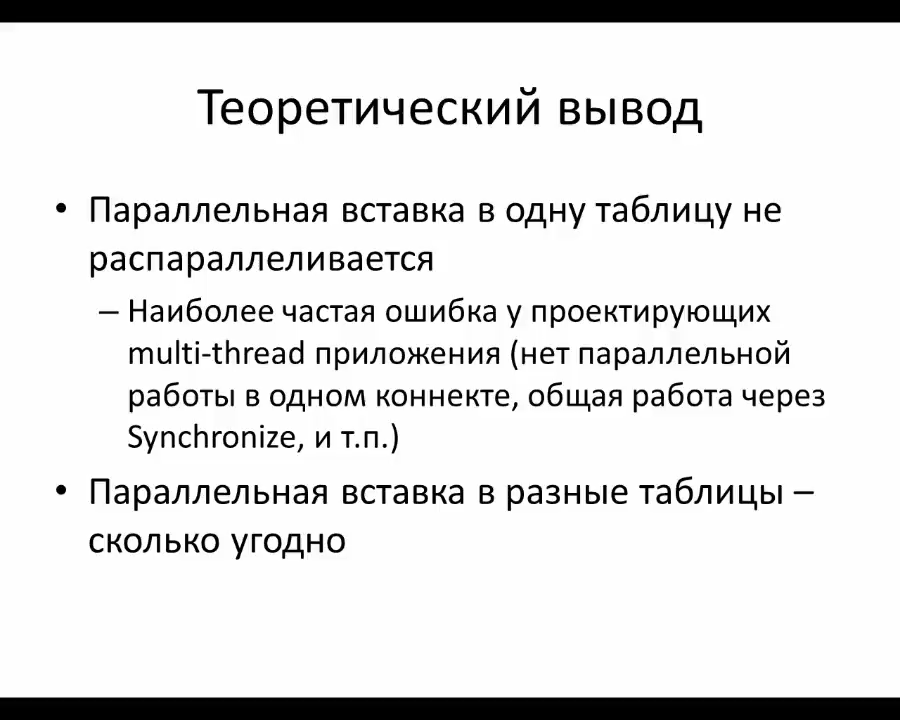 Теоретический вывод
• Параллельная вставка в одну таблицу не
распараллеливается
– Наиболее частая ошибка у проектирующих
multi-thread приложения (нет параллельной
работы в одном коннекте, общая работа через
Synchronize, и т.п.)
• Параллельная вставка в разные таблицы –
сколько угодно